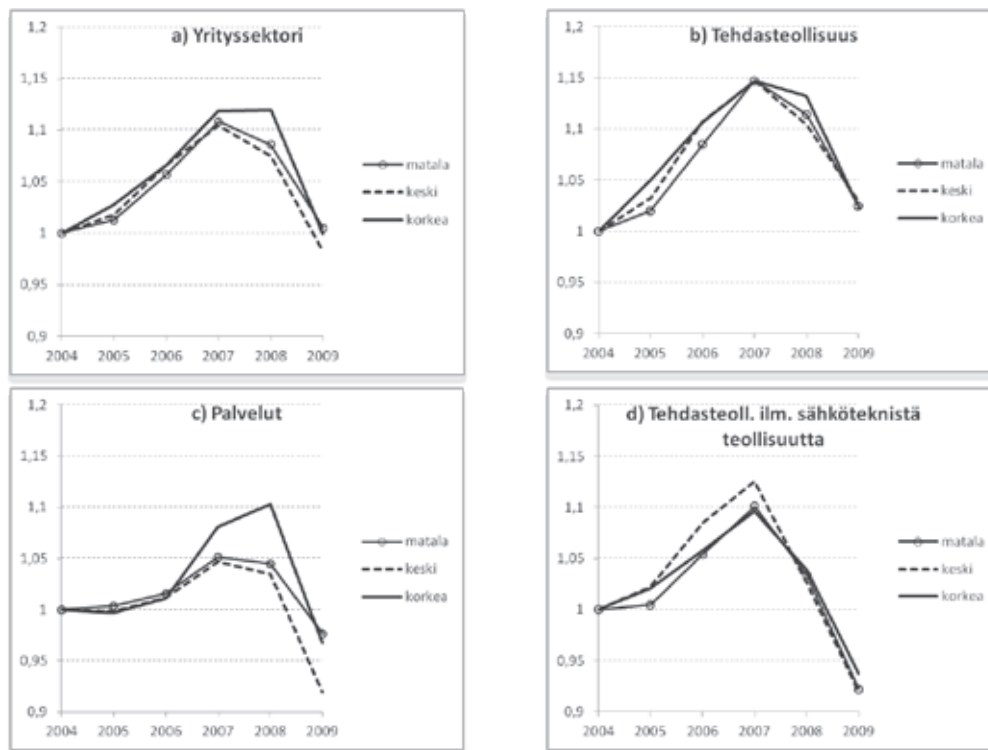 a) Yrityssektori
1,2
1,15
1,1
1,05
1
0,95
0,9
2004 2005 2006 2007 2008 2009
matala
keski
korkea
b) Tehdasteollisuus
1,2
1,15
1,1
1,05
1
0,95
0,9
2004 2005 2006 2007 2008 2009
matala
keski
korkea
c) Palvelut
1,2
1,15
1,1
1,05
1
0,95
0,9
2004 2005 2006 2007 2008 2009
matala
keski
korkea
d) Tehdasteoll. ilm. sähköteknistä
teollisuutta
1,2
1,15
1,1
1,05
1
0,95
0,9
2004 2005 2006 2007 2008 2009
matala
keski
korkea